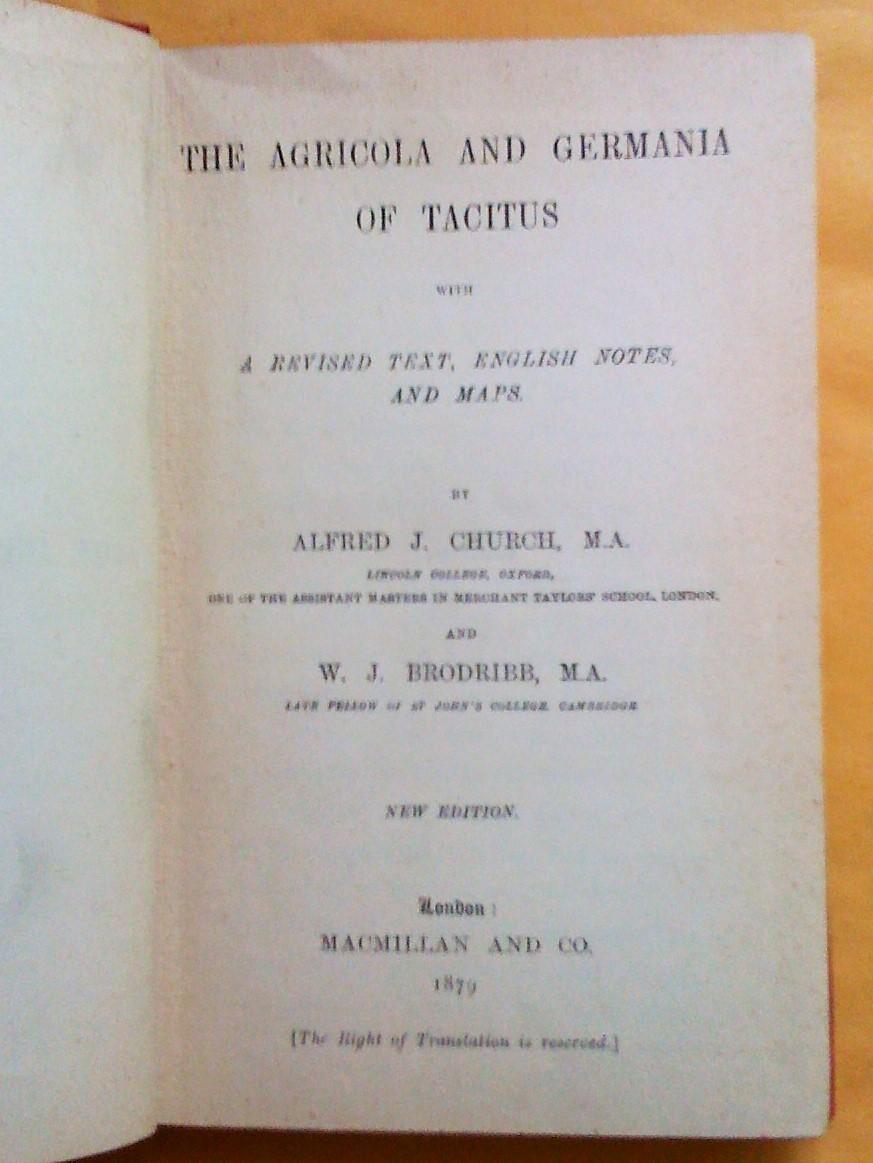 THE AGRICOLA AND GERMANIA
OF TACITUS
WITH
A REVISED TEXT, ENGLISH NOTES,
AND MAPS.
BY
ALFRED J. CHURCH, M.A.
LINCOLN COLLEGE, OXFORD,
ONE OF THE ASSISTANT MASTERS IN MERCHANT TAYLORS' SCHOOL, LONDON,
AND
W. J. BRODRIBB, M.A.
LATE FELLOW OF ST JOHN'S COLLEGE, CAMBRIDGE
NEW EDITION.
London:
MACMILLAN AND CO.
1879
[The Right of Translation is reserved.]